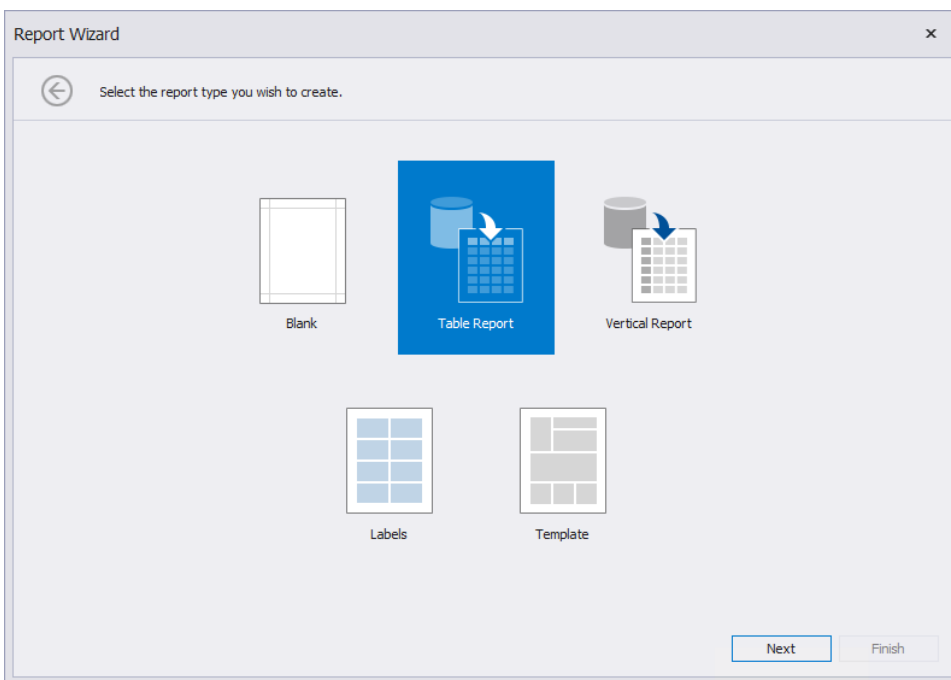 Report Wizard
Select the report type you wish to create.
Blank
Table Report
Vertical Report
Labels
Template
Next
Finish